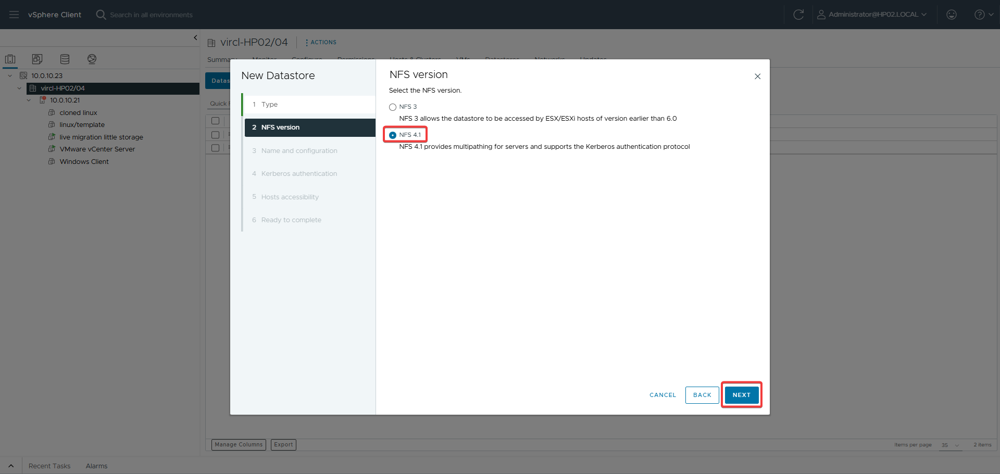 vSphere Client
Search in all environments
Administrator@HP02.LOCAL
vircl-HP02/04
ACTIONS
Summary Monitor Configure Permissions Hosts & Clusters VMs Datastores Networks Updates
10.0.10.23
vircl-HP02/04
10.0.10.21
cloned linux
linux/template
live migration little storage
VMware vCenter Server
Windows Client
Datas
Quick F
New Datastore
1 Type
2 NFS version
3 Name and configuration
4 Kerberos authentication
5 Hosts accessibility
6 Ready to complete
NFS version
Select the NFS version.
NFS 3
NFS 3 allows the datastore to be accessed by ESX/ESXi hosts of version earlier than 6.0
NFS 4.1
NFS 4.1 provides multipathing for servers and supports the Kerberos authentication protocol
CANCEL BACK NEXT
Manage Columns Export
Items per page 35 2 items
Recent Tasks Alarms